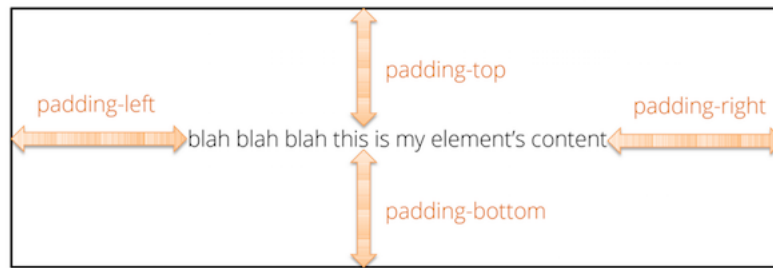 padding-top
padding-left
padding-right
blah blah blah this is my element's content
padding-bottom